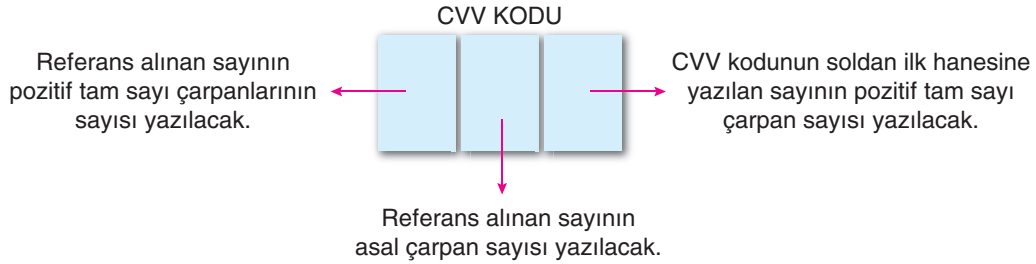 CVV KODU
Referans alınan sayının
pozitif tam sayı çarpanlarının
sayısı yazılacak.
CVV kodunun soldan ilk hanesine
yazılan sayının pozitif tam sayı
çarpan sayısı yazılacak.
Referans alınan sayının
asal çarpan sayısı yazılacak.